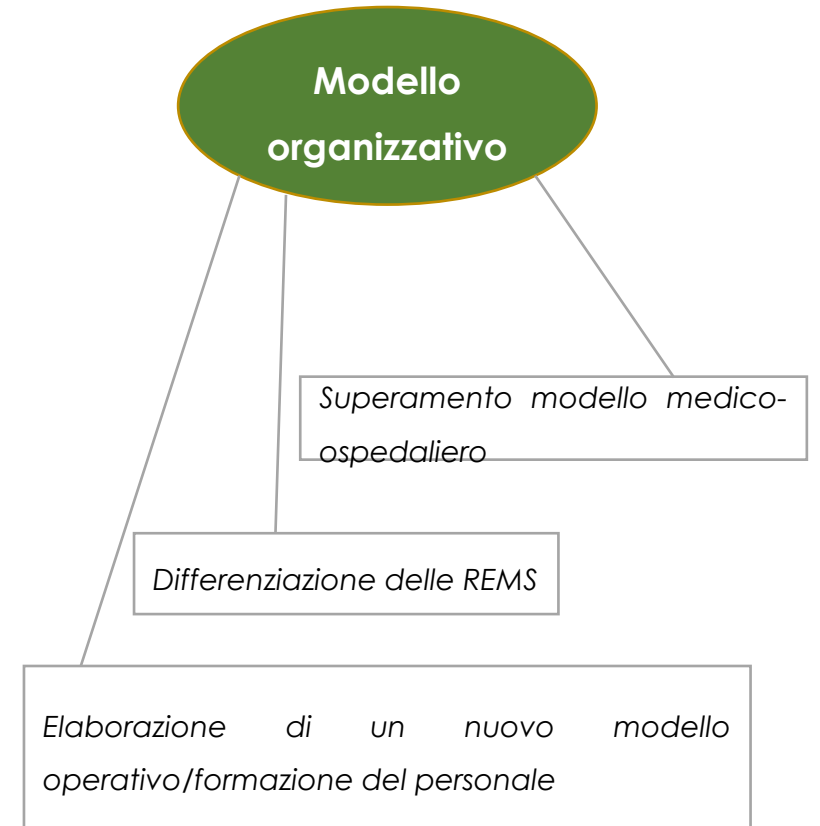 Modello
organizzativo
Superamento modello medico-
ospedaliero
Differenziazione delle REMS
Elaborazione di un nuovo modello
operativo/formazione del personale